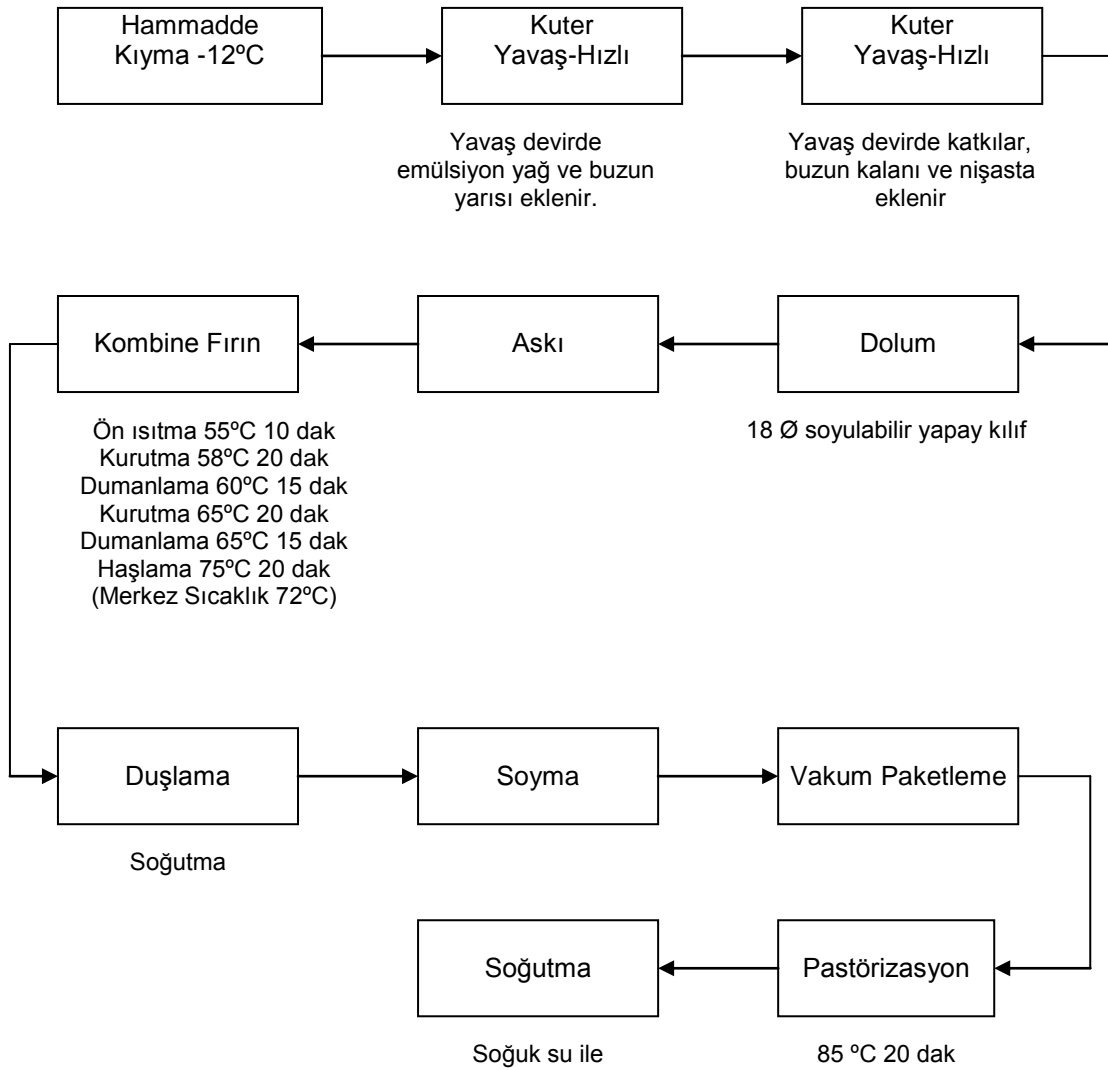 Hammadde
Kıyma -12ºC
Kuter
Yavaş-Hızlı
Yavaş devirde
emülsiyon yağ ve buzun
yarısı eklenir.
Kuter
Yavaş-Hızlı
Yavaş devirde katkılar,
buzun kalanı ve nişasta
eklenir
Dolum
18 Ø soyulabilir yapay kılıf
Askı
Kombine Fırın
Ön ısıtma 55ºC 10 dak
Kurutma 58ºC 20 dak
Dumanlama 60ºC 15 dak
Kurutma 65ºC 20 dak
Dumanlama 65ºC 15 dak
Haşlama 75ºC 20 dak
(Merkez Sıcaklık 72ºC)
Duşlama
Soğutma
Soyma
Vakum Paketleme
Pastörizasyon
85 ºC 20 dak
Soğutma
Soğuk su ile